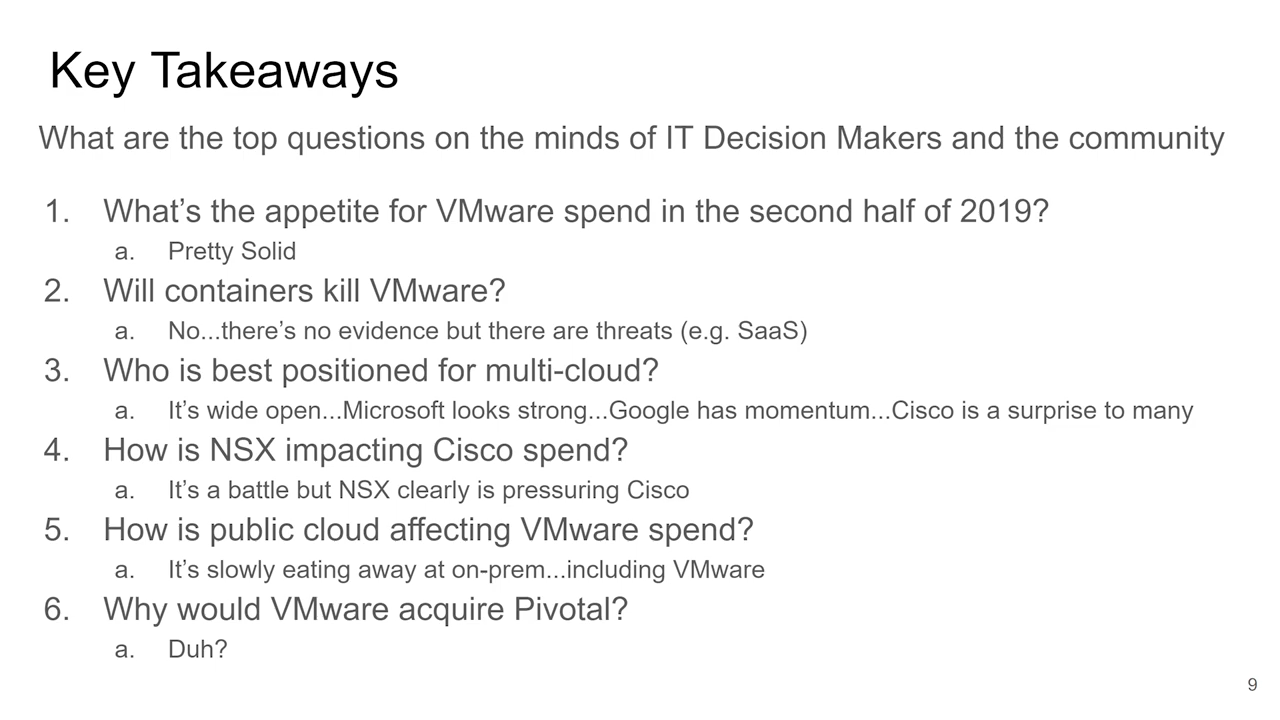 Key Takeaways
What are the top questions on the minds of IT Decision Makers and the community
1. What’s the appetite for VMware spend in the second half of 2019?
a. Pretty Solid
2. Will containers kill VMware?
a. No...there’s no evidence but there are threats (e.g. SaaS)
3. Who is best positioned for multi-cloud?
a. It’s wide open...Microsoft looks strong...Google has momentum...Cisco is a surprise to many
4. How is NSX impacting Cisco spend?
a. It’s a battle but NSX clearly is pressuring Cisco
5. How is public cloud affecting VMware spend?
a. It’s slowly eating away at on-prem...including VMware
6. Why would VMware acquire Pivotal?
a. Duh?
9